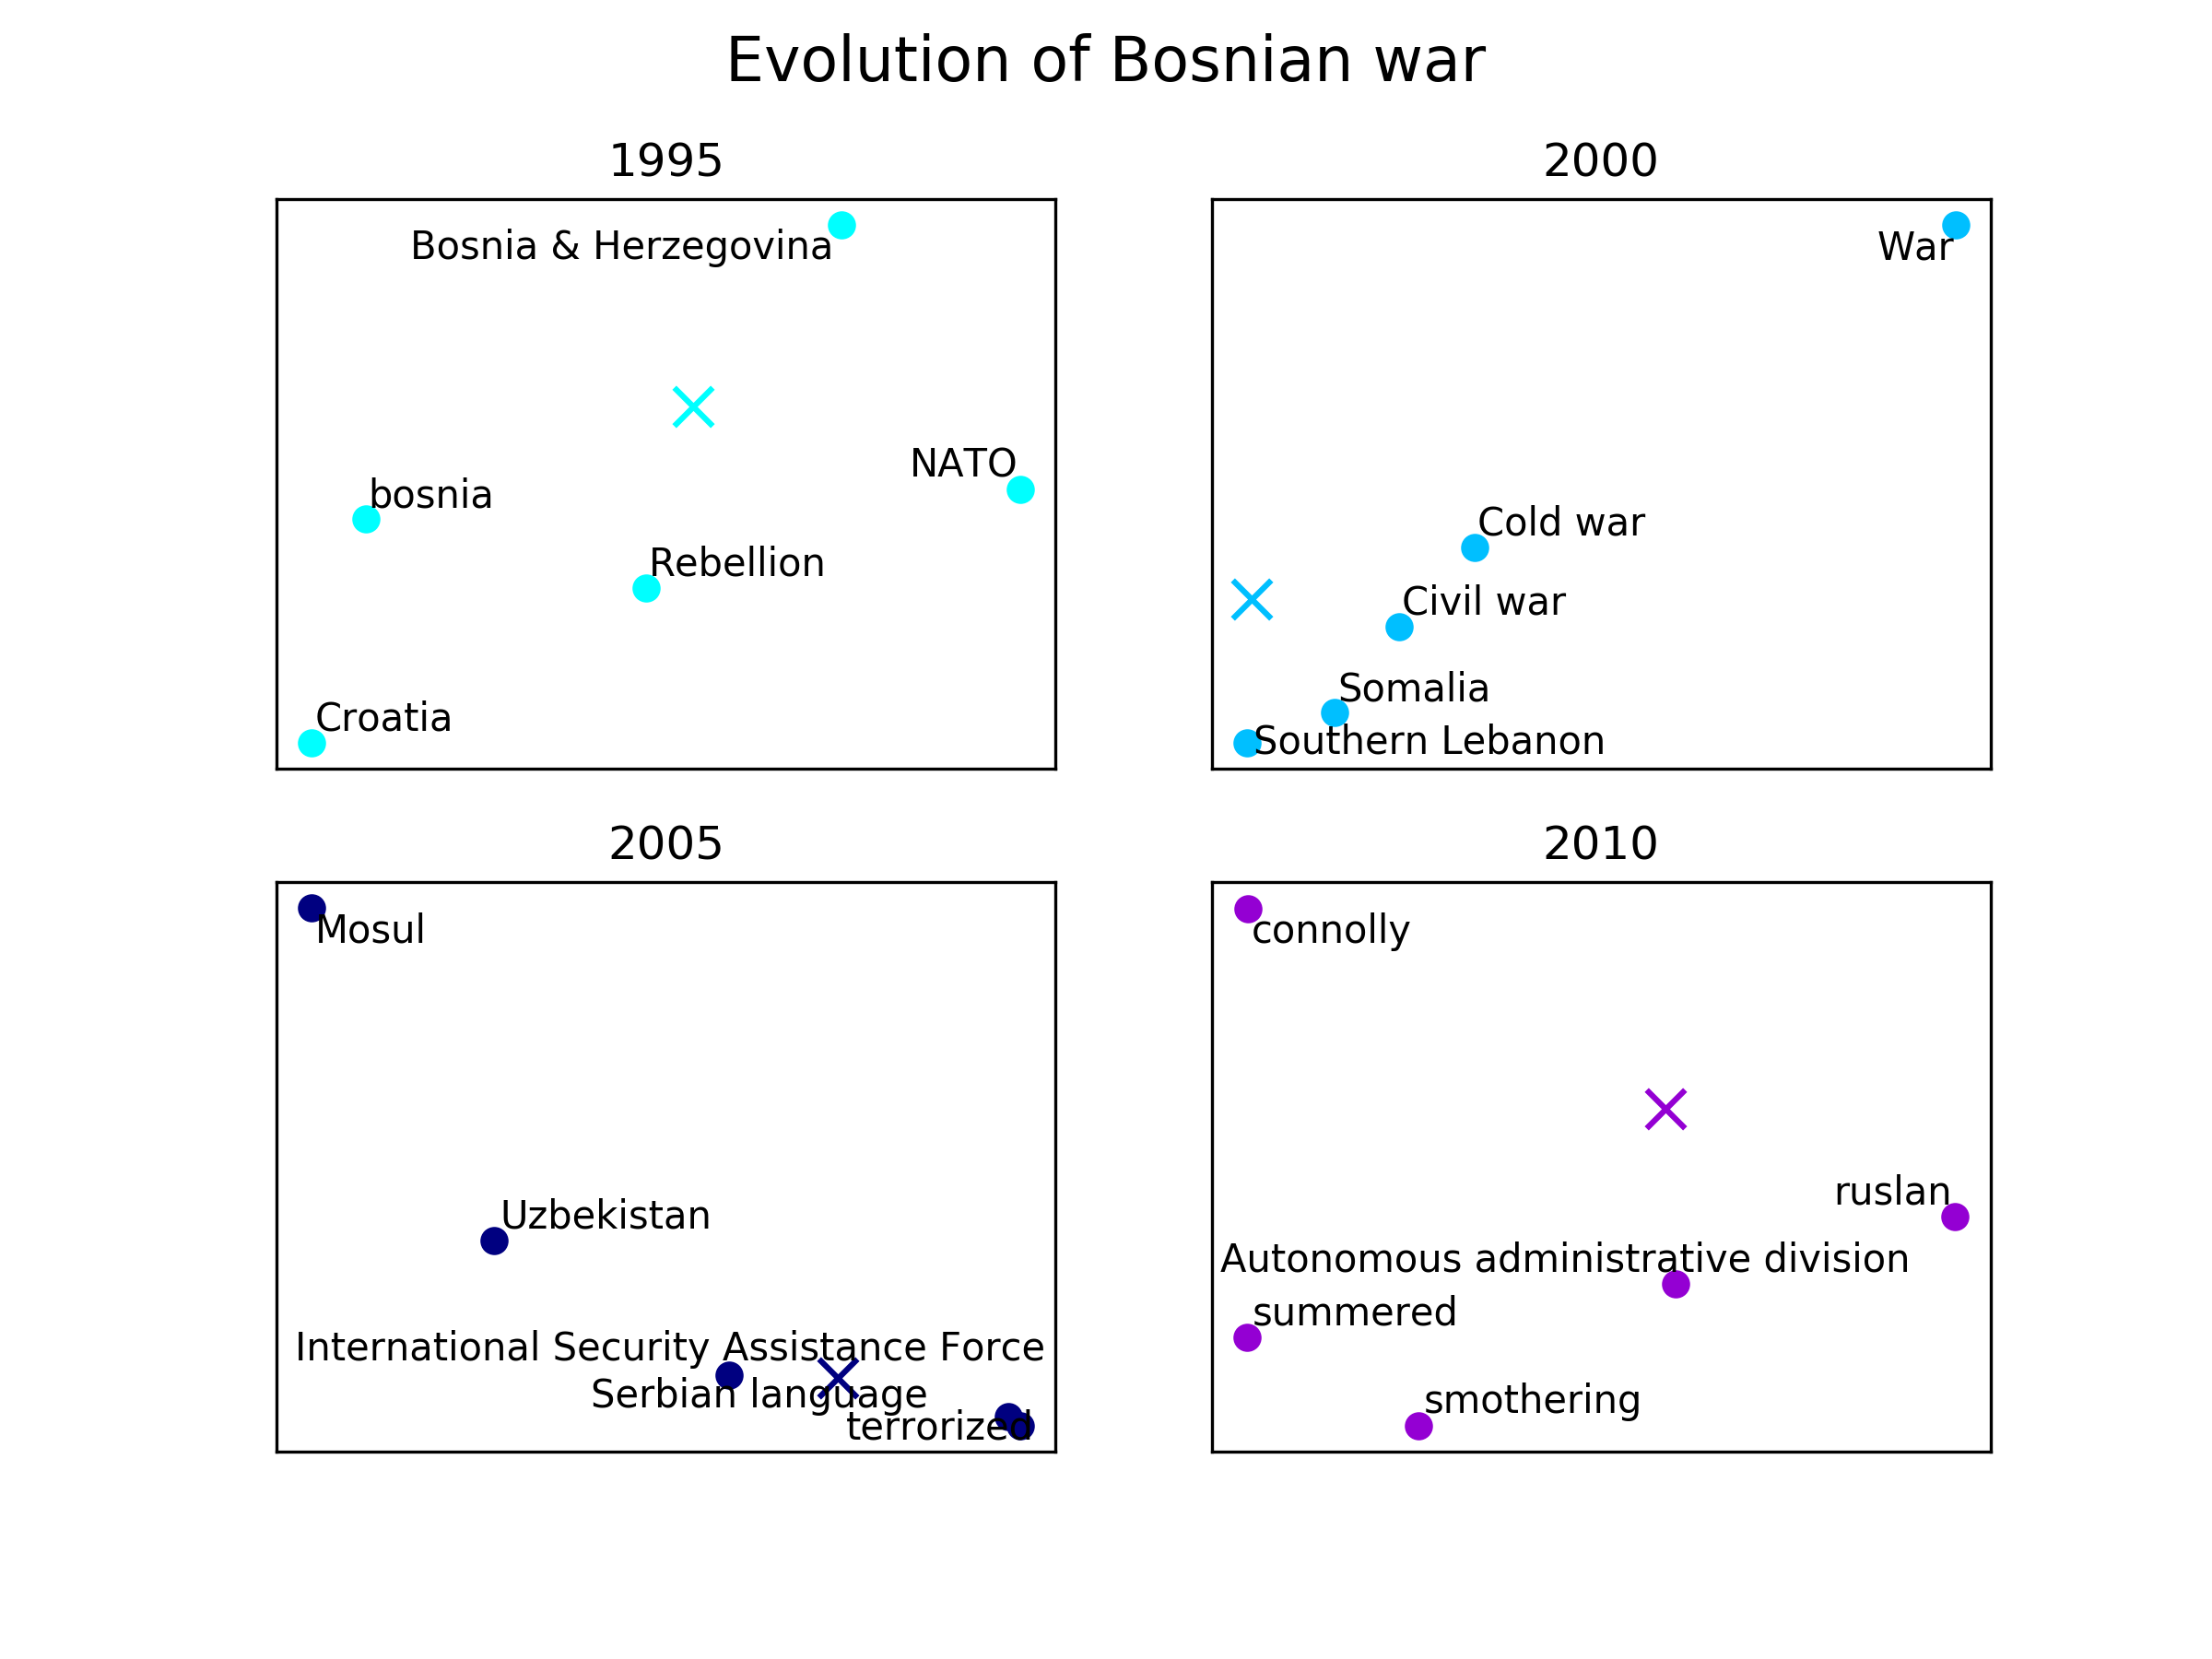 Evolution of Bosnian war
1995
Bosnia & Herzegovina
NATO
bosnia
Rebellion
Croatia
2000
War
Cold war
Civil war
Somalia
Southern Lebanon
2005
Mosul
Uzbekistan
International Security Assistance Force
Serbian language
terrorized
2010
connolly
ruslan
Autonomous administrative division
summered
smothering